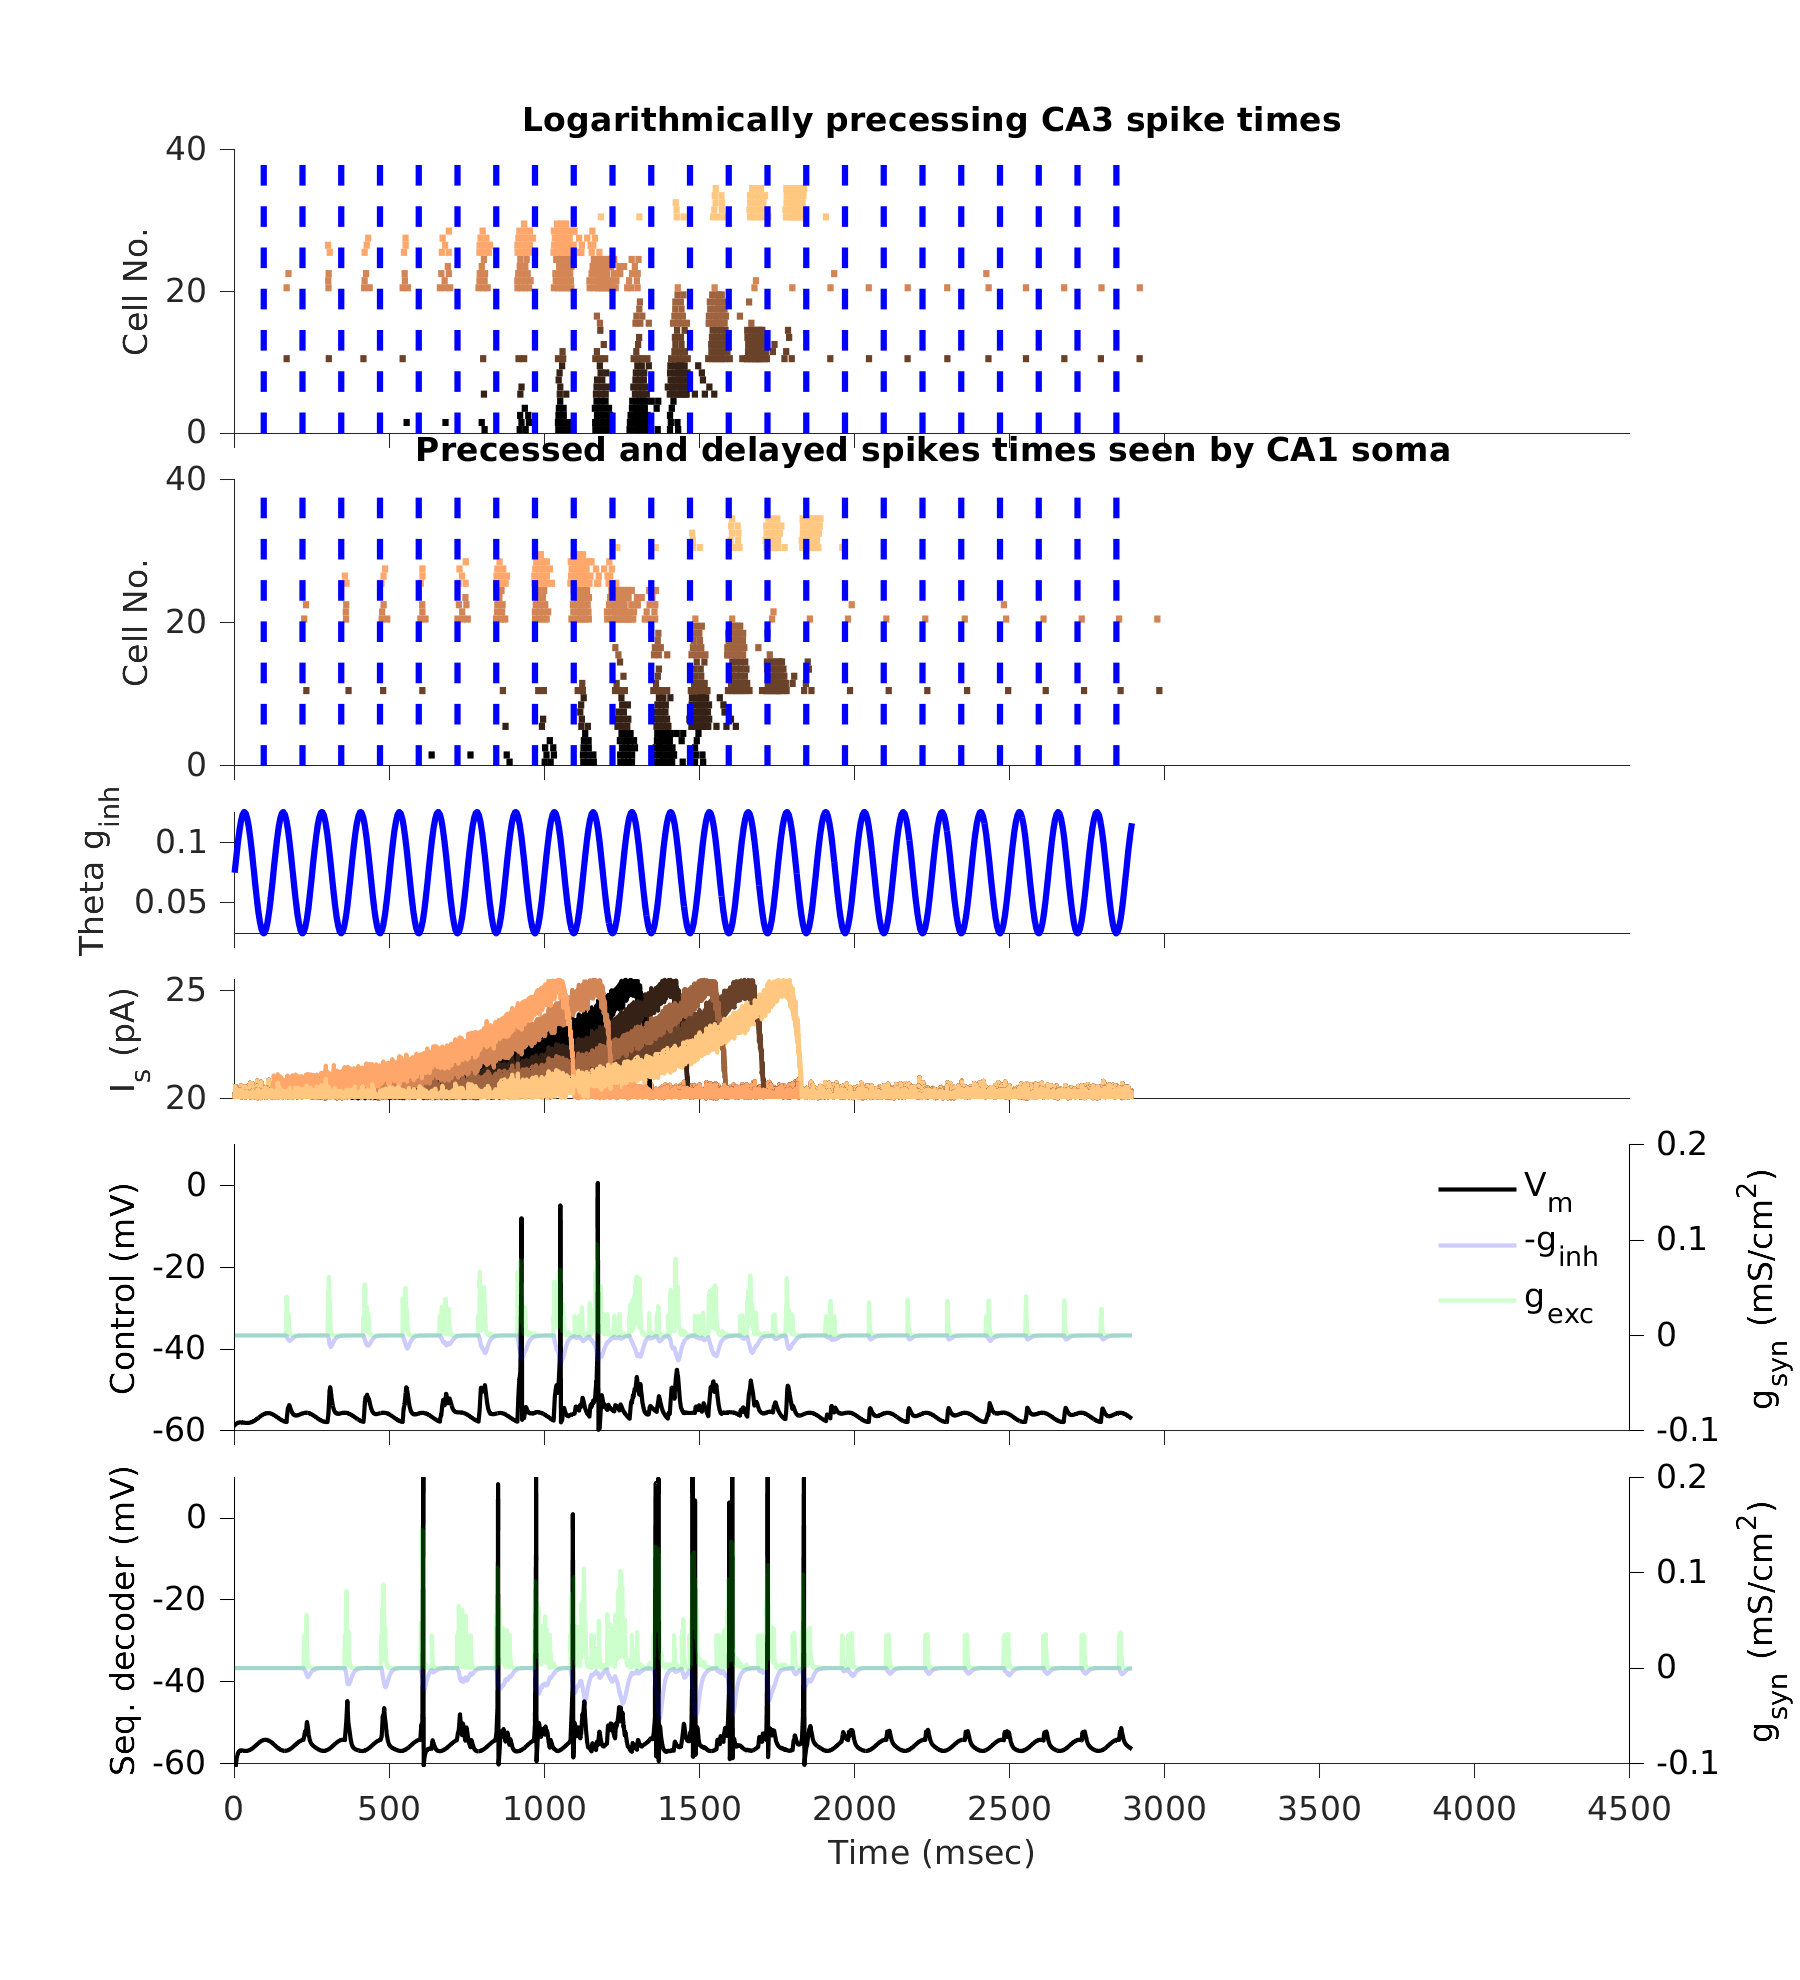 Logarithmically precessing CA3 spike times
40
20
0
Cell No.
Precessed and delayed spikes times seen by CA1 soma
40
20
0
Cell No.
0.1
0.05
Theta g_inh
25
20
I_s (pA)
0
-20
-40
-60
Control (mV)
V_m
-g_inh
g_exc
0.2
0.1
0
-0.1
g_syn (mS/cm^2)
0
-20
-40
-60
Seq. decoder (mV)
0.2
0.1
0
-0.1
g_syn (mS/cm^2)
0 500 1000 1500 2000 2500 3000 3500 4000 4500
Time (msec)